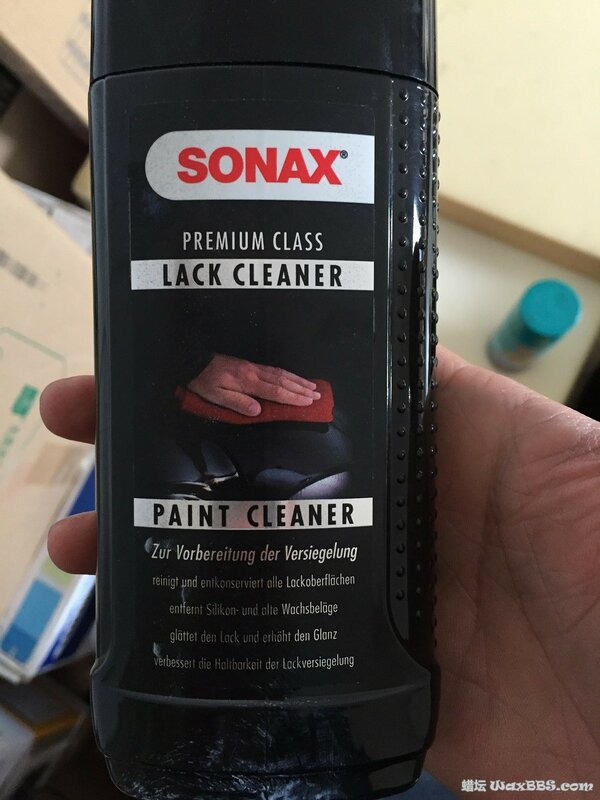 SONAX®
PREMIUM CLASS
LACK CLEANER
PAINT CLEANER
Zur Vorbereitung der Versiegelung
reinigt und entkonserviert alle Lackoberflächen
entfernt Silikon- und alte Wachsbeläge
glättet den Lack und erhöht den Glanz
verbessert die Haltbarkeit der Lackversiegelung
蜡坛 WaxBBS.com